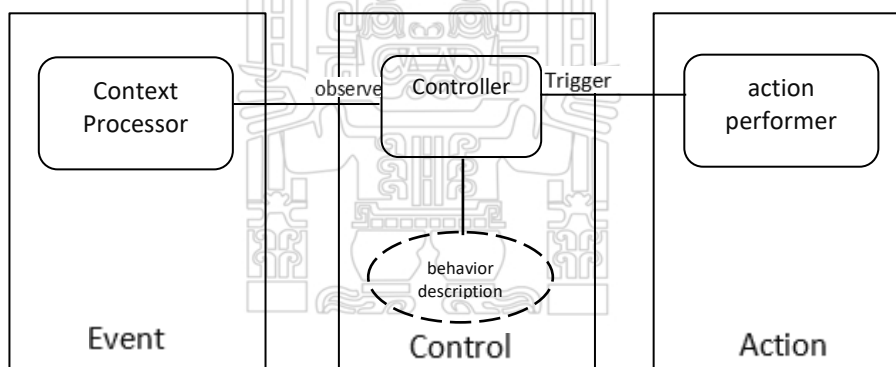 Context
Processor
observe
Controller
Trigger
action
performer
behavior
description
Event
Control
Action